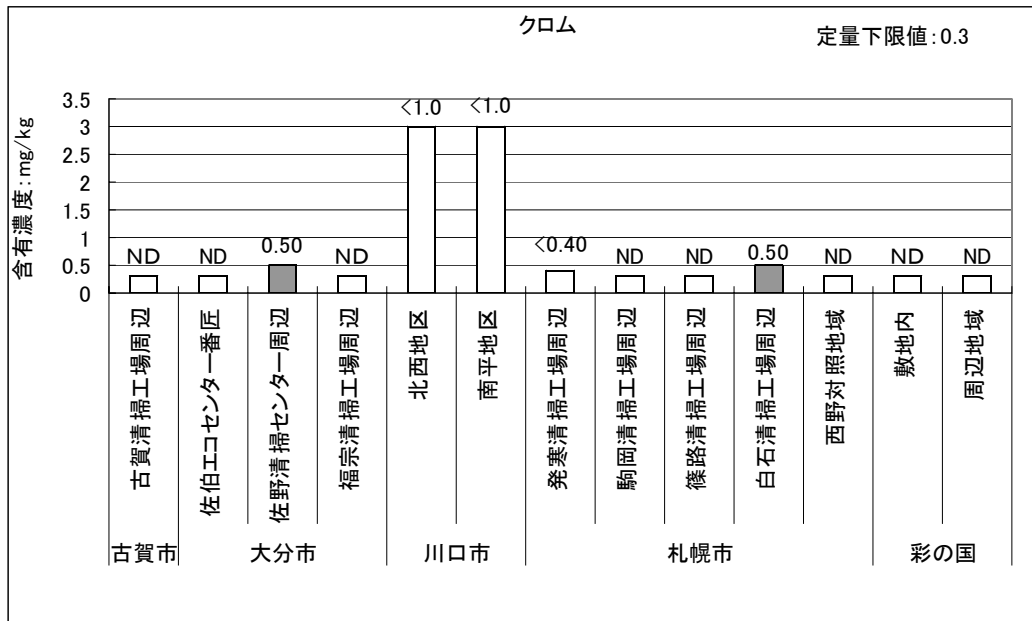 クロム
定量下限値:0.3
含有濃度:mg/kg
3.5
3
2.5
2
1.5
1
0.5
0
ND
ND
0.50
ND
<1.0
<1.0
<0.40
ND
ND
0.50
ND
ND
ND
古賀清掃工場周辺
佐伯エコセンター番匠
佐野清掃センター周辺
福宗清掃工場周辺
北西地区
南平地区
発寒清掃工場周辺
駒岡清掃工場周辺
篠路清掃工場周辺
白石清掃工場周辺
西野対照地域
敷地内
周辺地域
古賀市
大分市
川口市
札幌市
彩の国